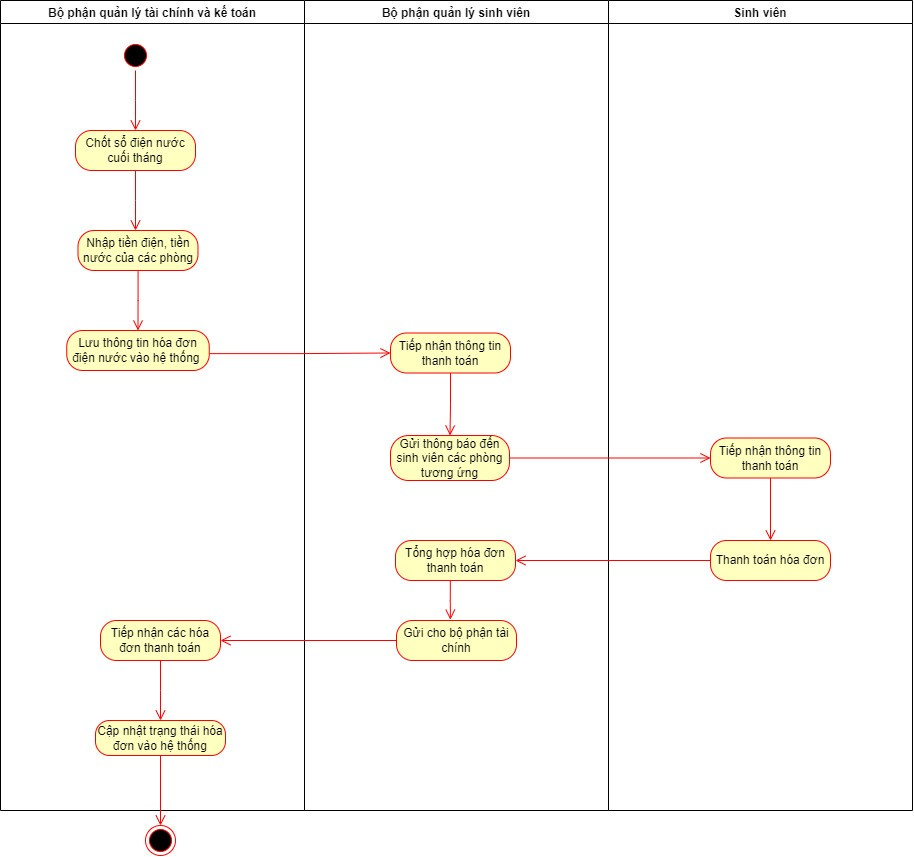 Bộ phận quản lý tài chính và kế toán
Bộ phận quản lý sinh viên
Sinh viên
Chốt sổ điện nước
cuối tháng
Nhập tiền điện, tiền
nước của các phòng
Lưu thông tin hóa đơn
điện nước vào hệ thống
Tiếp nhận thông tin
thanh toán
Gửi thông báo đến
sinh viên các phòng
tương ứng
Tiếp nhận thông tin
thanh toán
Thanh toán hóa đơn
Tổng hợp hóa đơn
thanh toán
Gửi cho bộ phận tài
chính
Tiếp nhận các hóa
đơn thanh toán
Cập nhật trạng thái hóa
đơn vào hệ thống